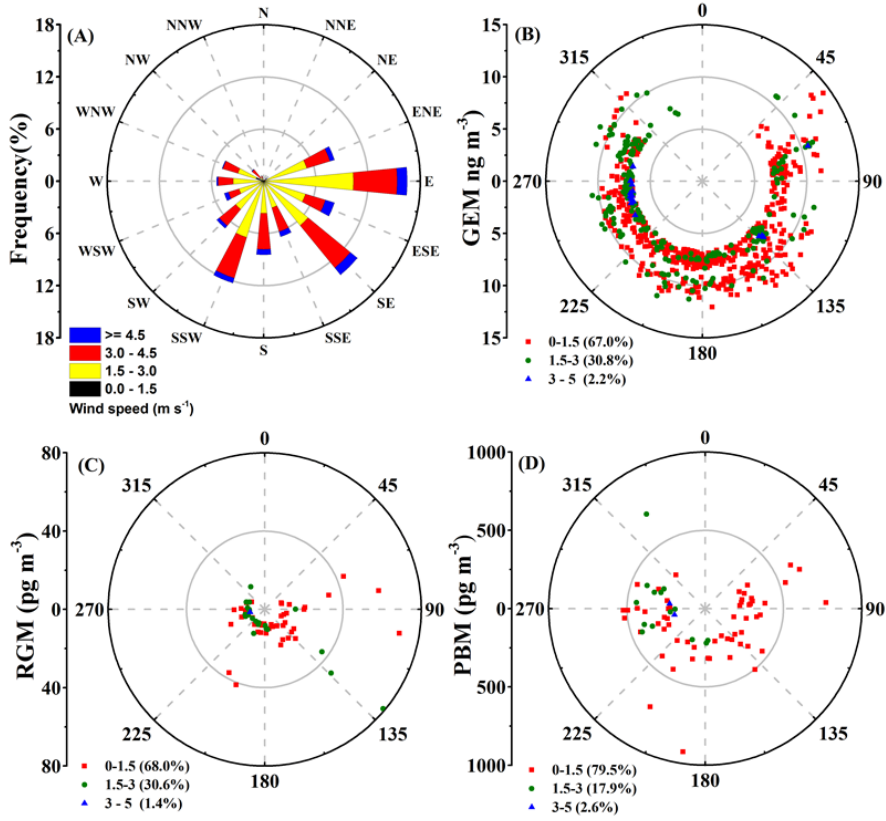 (A)
N
NNE
NE
ENE
E
ESE
SE
SSE
S
SSW
SW
WSW
W
WNW
NW
NNW
18
12
6
0
6
12
18
Frequency(%)
>= 4.5
3.0 - 4.5
1.5 - 3.0
0.0 - 1.5
Wind speed (m s⁻¹)
(B)
0
45
90
135
180
225
270
315
15
10
5
0
5
10
15
GEM ng m⁻³
0-1.5 (67.0%)
1.5-3 (30.8%)
3 - 5 (2.2%)
(C)
0
45
90
135
180
225
270
315
80
40
0
40
80
RGM (pg m⁻³)
0-1.5 (68.0%)
1.5-3 (30.6%)
3 - 5 (1.4%)
(D)
0
45
90
135
180
225
270
315
1000
500
0
500
1000
PBM (pg m⁻³)
0-1.5 (79.5%)
1.5-3 (17.9%)
3-5 (2.6%)